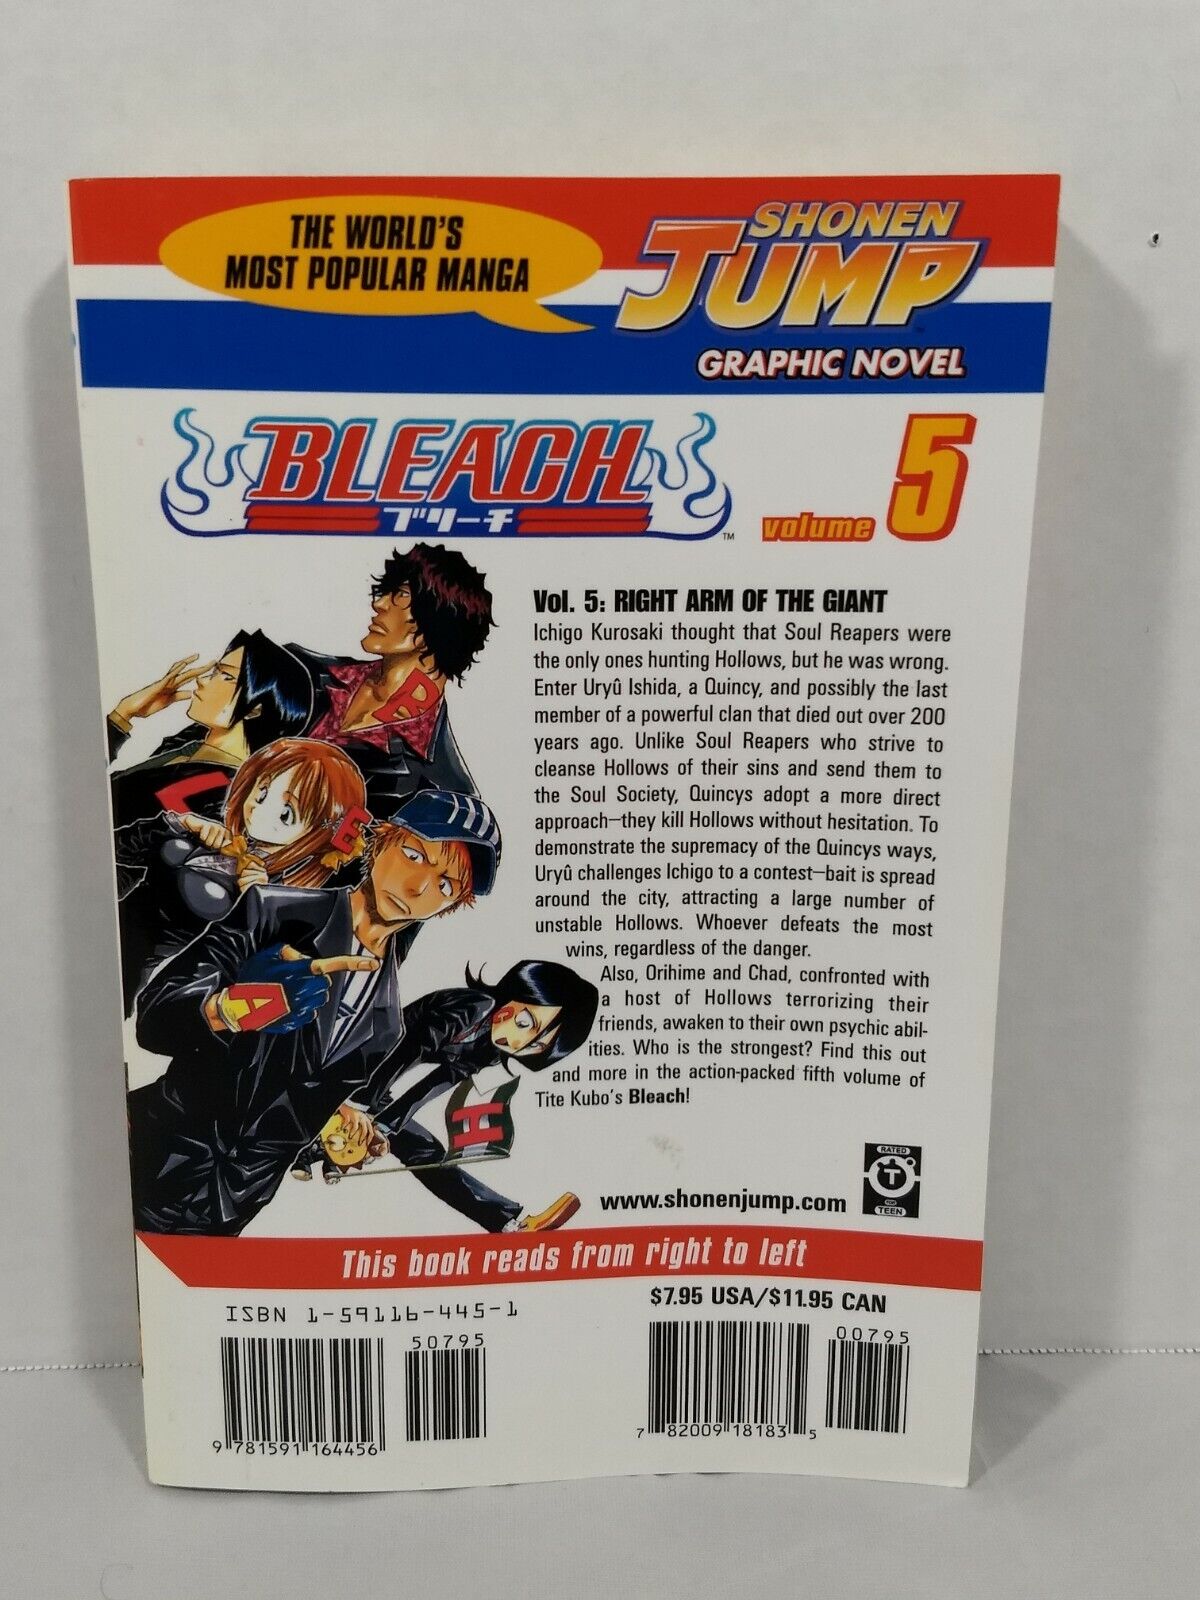 THE WORLD'S
MOST POPULAR MANGA
SHONEN
JUMP
GRAPHIC NOVEL
BLEACH
ブリーチ
TM
volume 5
Vol. 5: RIGHT ARM OF THE GIANT
Ichigo Kurosaki thought that Soul Reapers were
the only ones hunting Hollows, but he was wrong.
Enter Uryû Ishida, a Quincy, and possibly the last
member of a powerful clan that died out over 200
years ago. Unlike Soul Reapers who strive to
cleanse Hollows of their sins and send them to
the Soul Society, Quincys adopt a more direct
approach—they kill Hollows without hesitation. To
demonstrate the supremacy of the Quincys ways,
Uryû challenges Ichigo to a contest—bait is spread
around the city, attracting a large number of
unstable Hollows. Whoever defeats the most
wins, regardless of the danger.
Also, Orihime and Chad, confronted with
a host of Hollows terrorizing their
friends, awaken to their own psychic abil-
ities. Who is the strongest? Find this out
and more in the action-packed fifth volume of
Tite Kubo's Bleach!
B
L
E
A
C
H
www.shonenjump.com
RATED
T
FOR
TEEN
This book reads from right to left
ISBN 1-59116-445-1
$7.95 USA/$11.95 CAN
50795
00795
9 781591 164456
7 82009 18183 5